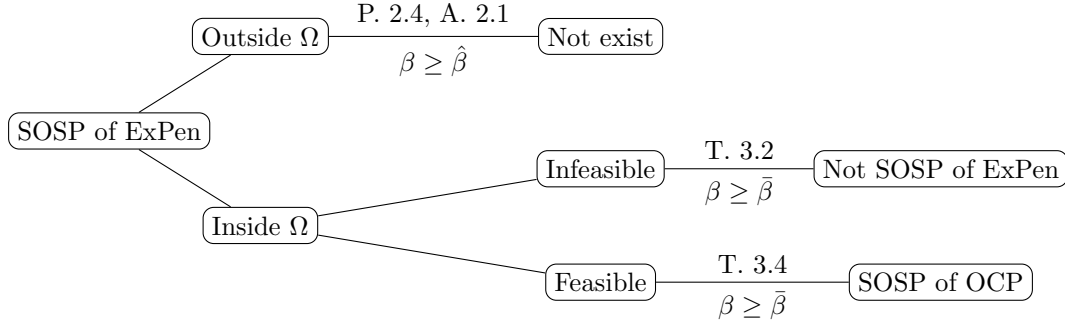 P. 2.4, A. 2.1
Outside Ω
Not exist
β ≥ β̂
SOSP of ExPen
T. 3.2
Infeasible
Not SOSP of ExPen
β ≥ β̄
Inside Ω
T. 3.4
Feasible
SOSP of OCP
β ≥ β̄